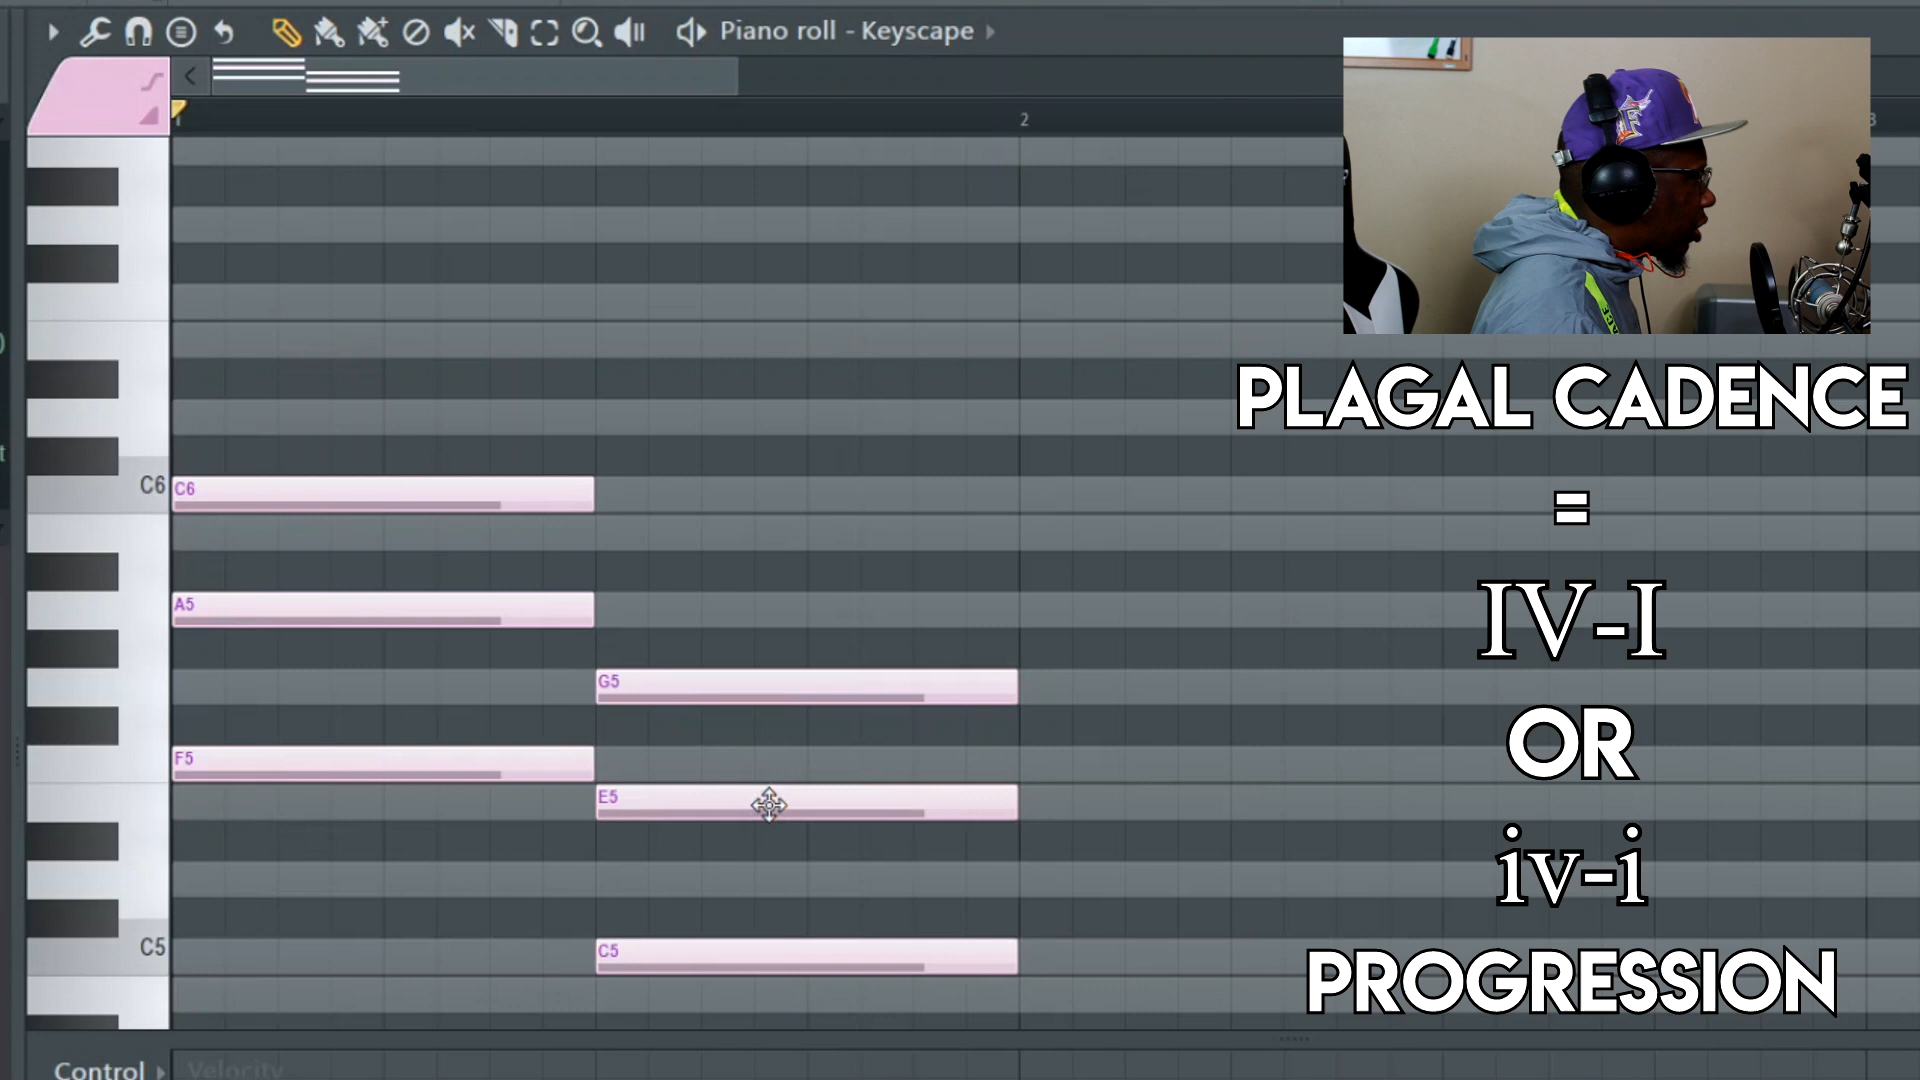 Piano roll - Keyscape
2
3
PLAGAL CADENCE
=
IV-I
OR
iv-i
PROGRESSION
C6
C6
A5
G5
F5
E5
C5
C5
Control
Velocity